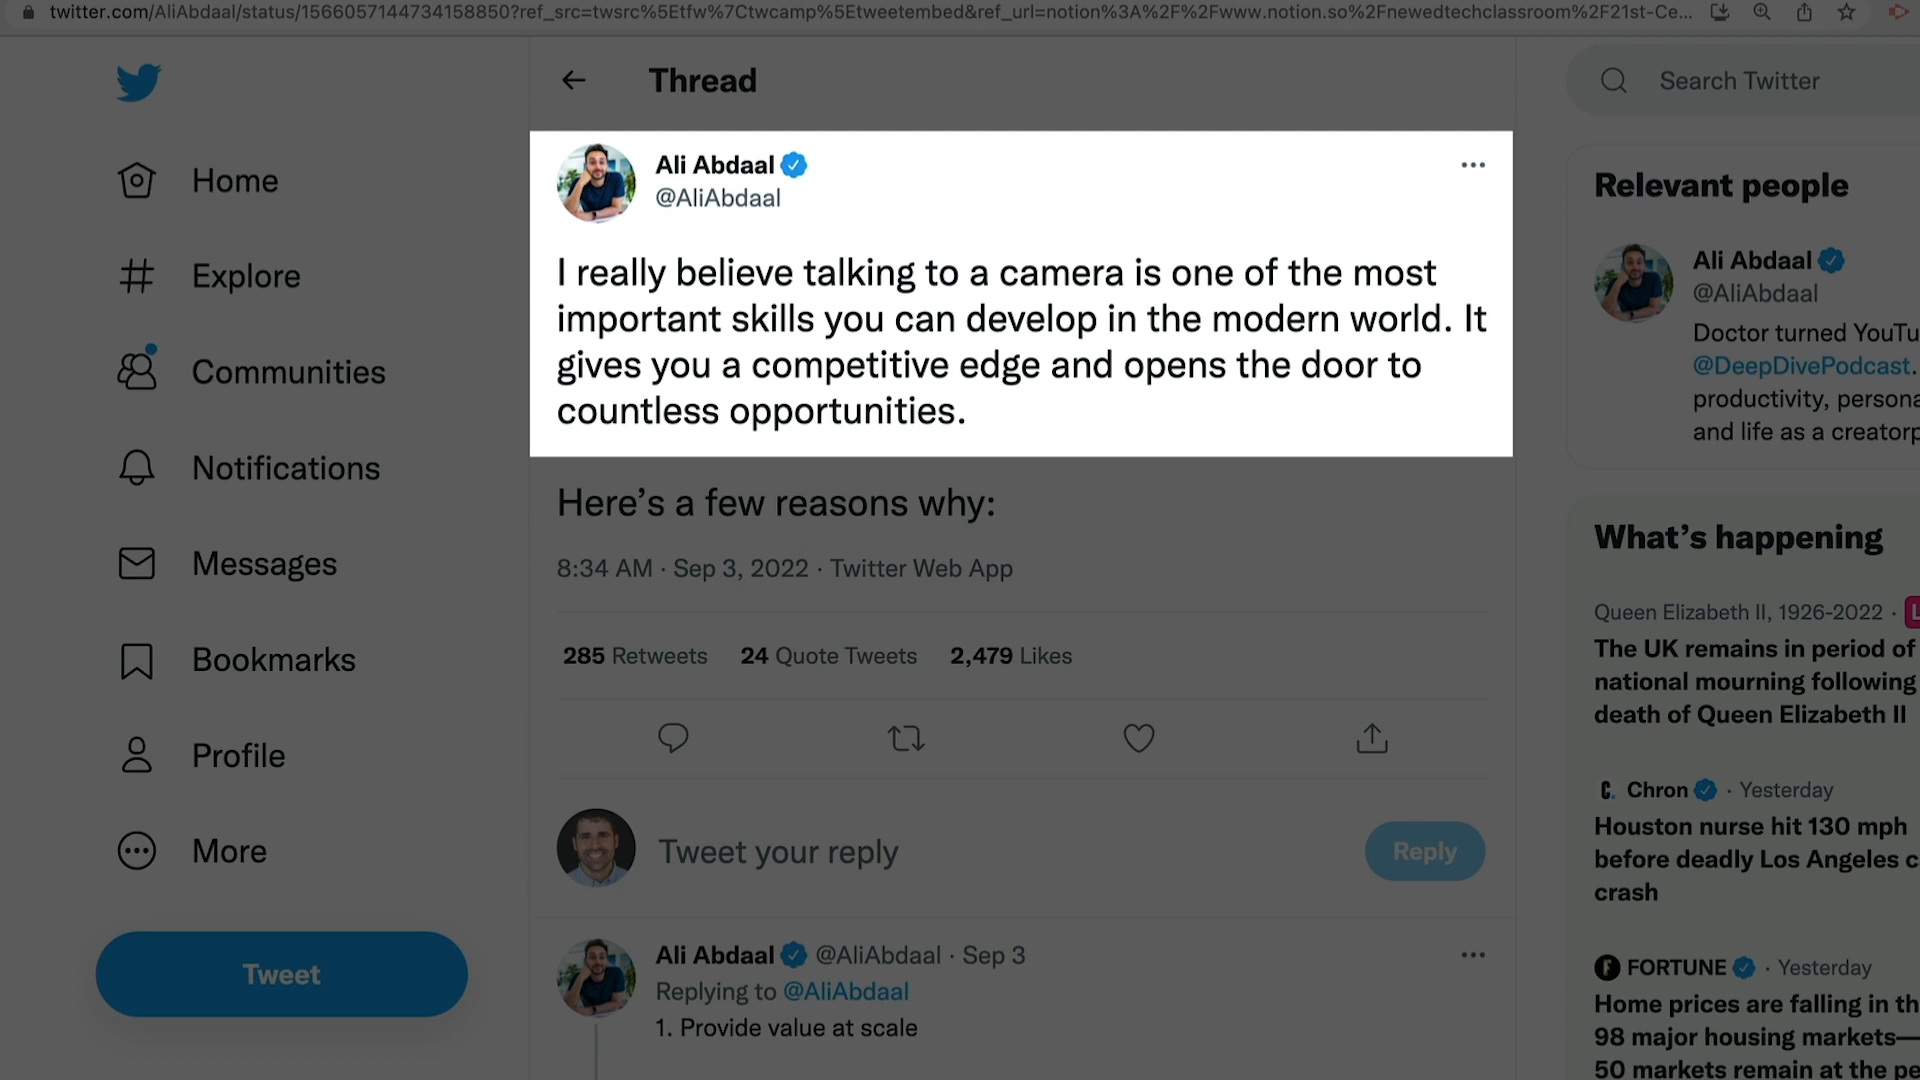 twitter.com/AliAbdaal/status/1566057144734158850?ref_src=twsrc%5Etfw%7Ctwcamp%5Etweetembed&ref_url=notion%3A%2F%2Fwww.notion.so%2Fnewedtechclassroom%2F21st-Ce...
Thread
Search Twitter
Home
Explore
Communities
Notifications
Messages
Bookmarks
Profile
More
Tweet
Ali Abdaal
@AliAbdaal
I really believe talking to a camera is one of the most
important skills you can develop in the modern world. It
gives you a competitive edge and opens the door to
countless opportunities.
Here's a few reasons why:
8:34 AM · Sep 3, 2022 · Twitter Web App
285 Retweets 24 Quote Tweets 2,479 Likes
Tweet your reply
Reply
Ali Abdaal @AliAbdaal · Sep 3
Replying to @AliAbdaal
1. Provide value at scale
Relevant people
Ali Abdaal
@AliAbdaal
Doctor turned YouTu
@DeepDivePodcast.
productivity, persona
and life as a creatorp
What's happening
Queen Elizabeth II, 1926-2022 · L
The UK remains in period of
national mourning following
death of Queen Elizabeth II
C. Chron · Yesterday
Houston nurse hit 130 mph
before deadly Los Angeles c
crash
F FORTUNE · Yesterday
Home prices are falling in th
98 major housing markets—
50 markets remain at the pe